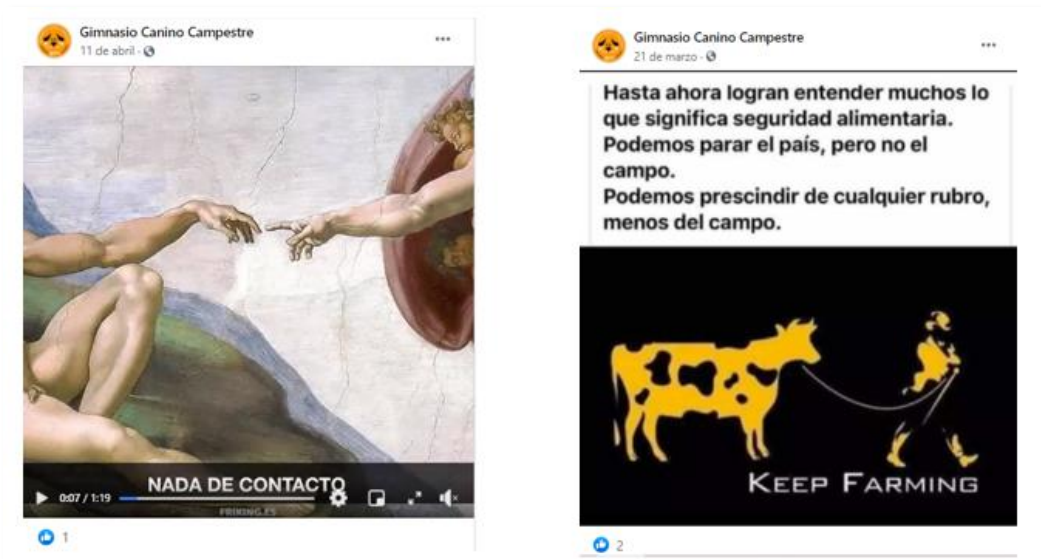 Gimnasio Canino Campestre
11 de abril
NADA DE CONTACTO
0:07 / 1:19
FRIKING.ES
1
Gimnasio Canino Campestre
21 de marzo
Hasta ahora logran entender muchos lo
que significa seguridad alimentaria.
Podemos parar el país, pero no el
campo.
Podemos prescindir de cualquier rubro,
menos del campo.
KEEP FARMING
2